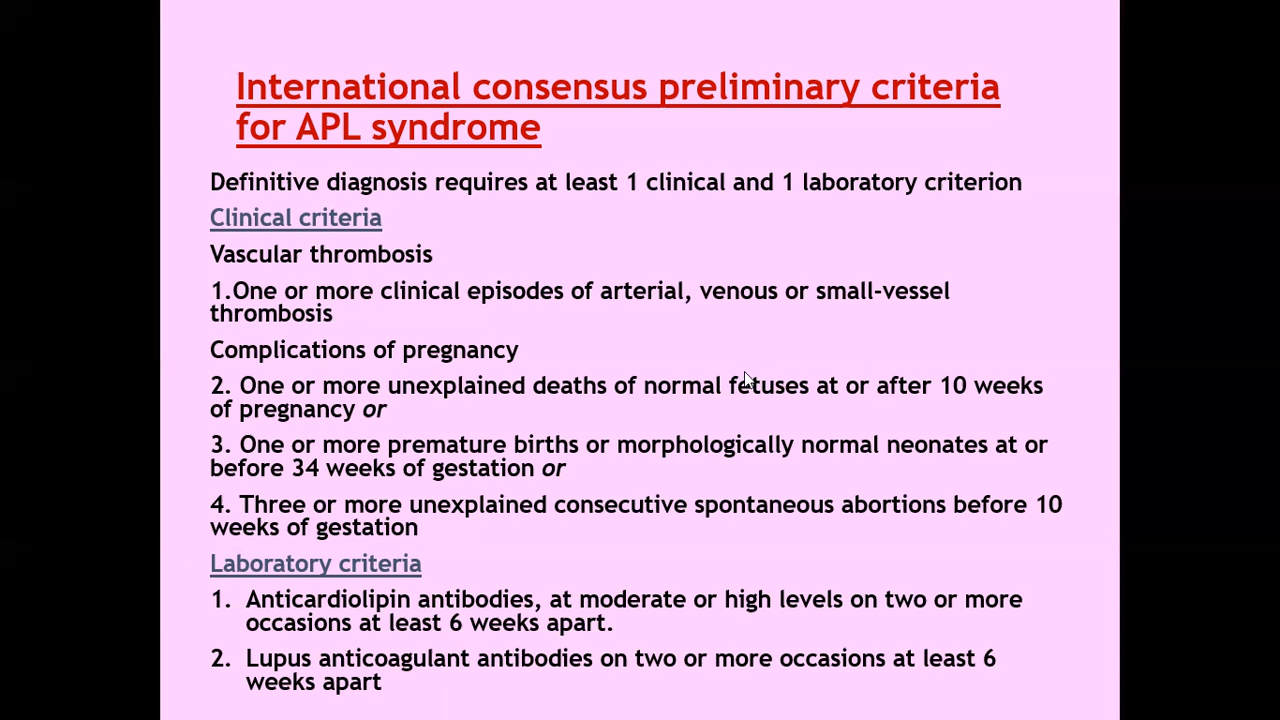 International consensus preliminary criteria
for APL syndrome
Definitive diagnosis requires at least 1 clinical and 1 laboratory criterion
Clinical criteria
Vascular thrombosis
1.One or more clinical episodes of arterial, venous or small-vessel
thrombosis
Complications of pregnancy
2. One or more unexplained deaths of normal fetuses at or after 10 weeks
of pregnancy or
3. One or more premature births or morphologically normal neonates at or
before 34 weeks of gestation or
4. Three or more unexplained consecutive spontaneous abortions before 10
weeks of gestation
Laboratory criteria
1. Anticardiolipin antibodies, at moderate or high levels on two or more
occasions at least 6 weeks apart.
2. Lupus anticoagulant antibodies on two or more occasions at least 6
weeks apart